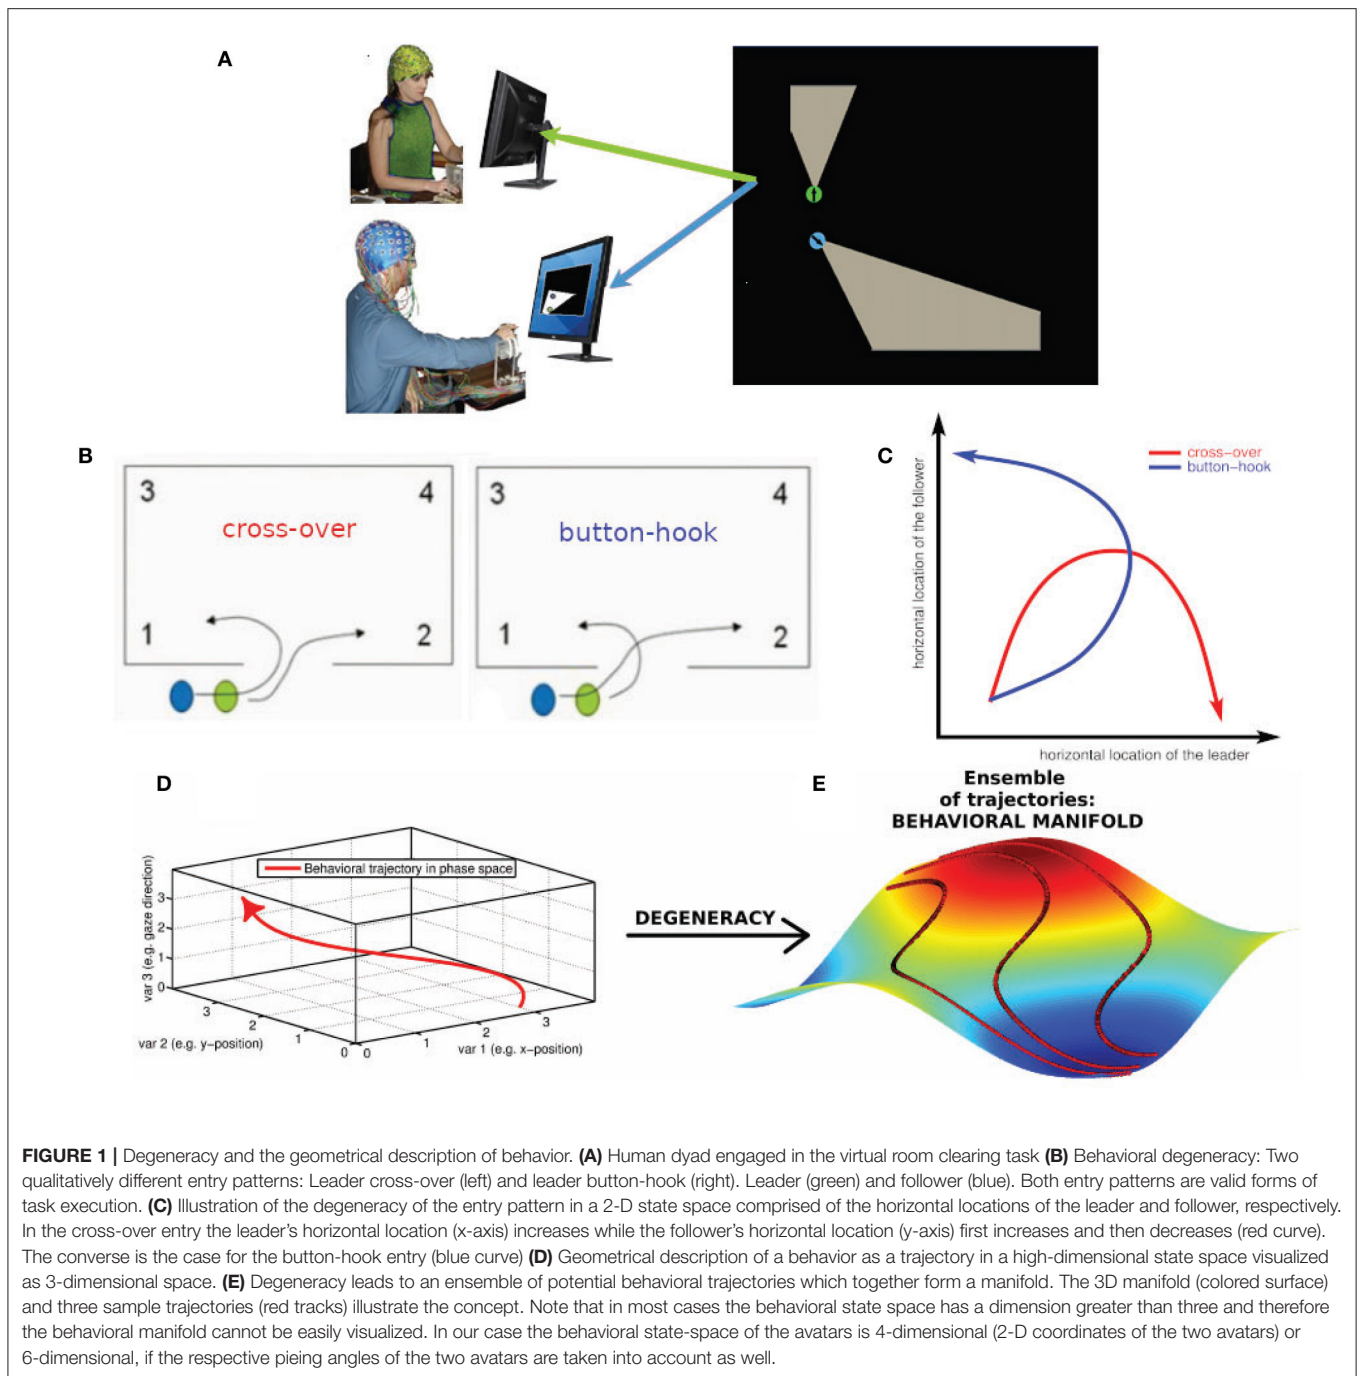 A
B
3
4
cross-over
1
2
3
4
button-hook
1
2
C
cross−over
button−hook
horizontal location of the follower
horizontal location of the leader
D
Behavioral trajectory in phase space
var 3 (e.g. gaze direction)
3
2
1
0
3
2
1
0
var 2 (e.g. y−position)
0
1
2
3
var 1 (e.g. x−position)
DEGENERACY
E
Ensemble
of trajectories:
BEHAVIORAL MANIFOLD
FIGURE 1 | Degeneracy and the geometrical description of behavior. (A) Human dyad engaged in the virtual room clearing task (B) Behavioral degeneracy: Two
qualitatively different entry patterns: Leader cross-over (left) and leader button-hook (right). Leader (green) and follower (blue). Both entry patterns are valid forms of
task execution. (C) Illustration of the degeneracy of the entry pattern in a 2-D state space comprised of the horizontal locations of the leader and follower, respectively.
In the cross-over entry the leader's horizontal location (x-axis) increases while the follower's horizontal location (y-axis) first increases and then decreases (red curve).
The converse is the case for the button-hook entry (blue curve) (D) Geometrical description of a behavior as a trajectory in a high-dimensional state space visualized
as 3-dimensional space. (E) Degeneracy leads to an ensemble of potential behavioral trajectories which together form a manifold. The 3D manifold (colored surface)
and three sample trajectories (red tracks) illustrate the concept. Note that in most cases the behavioral state space has a dimension greater than three and therefore
the behavioral manifold cannot be easily visualized. In our case the behavioral state-space of the avatars is 4-dimensional (2-D coordinates of the two avatars) or
6-dimensional, if the respective pieing angles of the two avatars are taken into account as well.